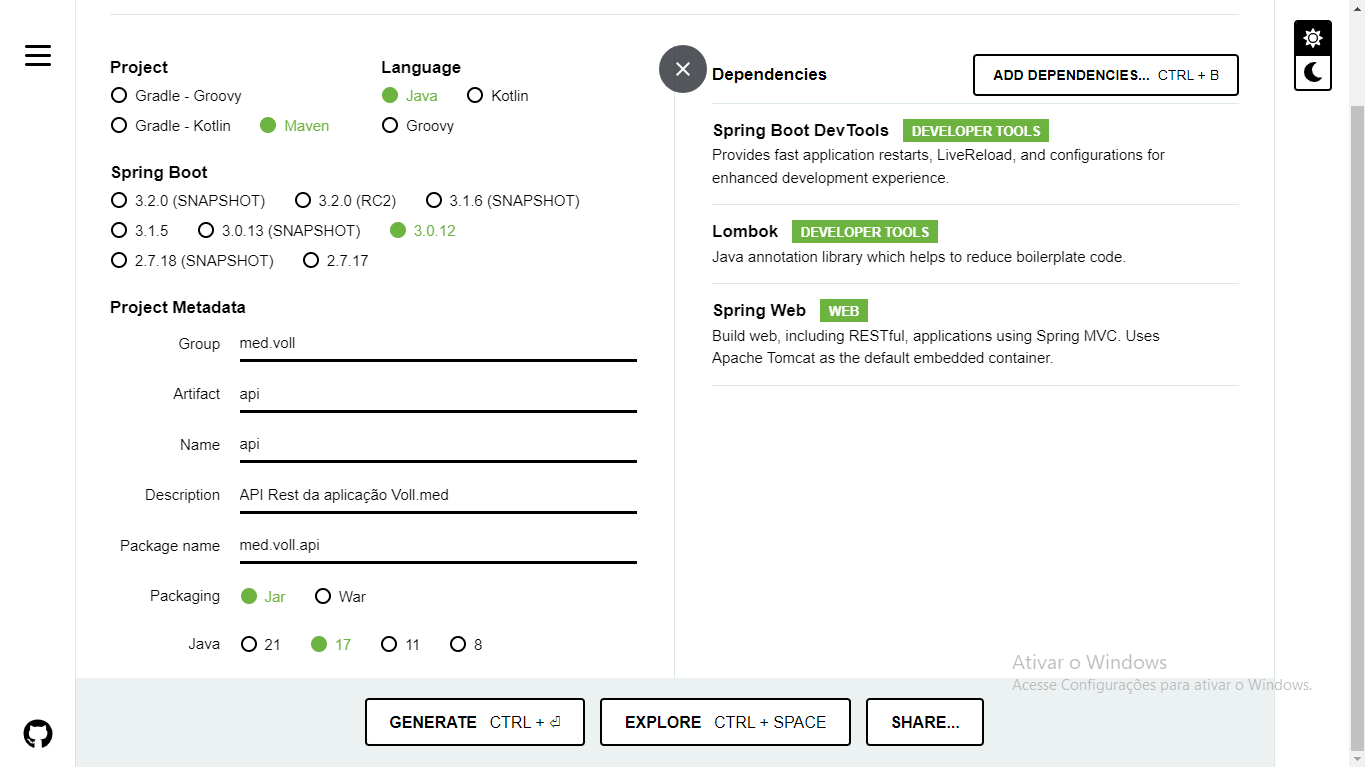 Project
Gradle - Groovy
Gradle - Kotlin Maven
Language
Java Kotlin
Groovy
Spring Boot
3.2.0 (SNAPSHOT) 3.2.0 (RC2) 3.1.6 (SNAPSHOT)
3.1.5 3.0.13 (SNAPSHOT) 3.0.12
2.7.18 (SNAPSHOT) 2.7.17
Project Metadata
Group med.voll
Artifact api
Name api
Description API Rest da aplicação Voll.med
Package name med.voll.api
Packaging Jar War
Java 21 17 11 8
Dependencies
ADD DEPENDENCIES... CTRL + B
Spring Boot DevTools DEVELOPER TOOLS
Provides fast application restarts, LiveReload, and configurations for
enhanced development experience.
Lombok DEVELOPER TOOLS
Java annotation library which helps to reduce boilerplate code.
Spring Web WEB
Build web, including RESTful, applications using Spring MVC. Uses
Apache Tomcat as the default embedded container.
Ativar o Windows
Acesse Configurações para ativar o Windows.
GENERATE CTRL + ⏎
EXPLORE CTRL + SPACE
SHARE...